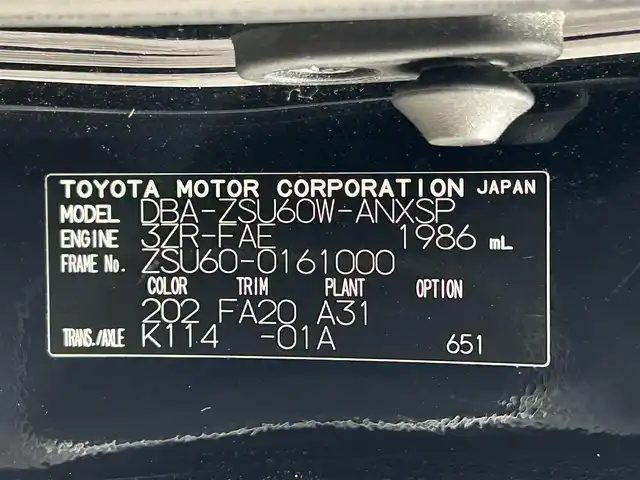 TOYOTA MOTOR CORPORATION JAPAN
MODEL DBA-ZSU60W-ANXSP
ENGINE 3ZR-FAE 1986 mL
FRAME No. ZSU60-0161000
COLOR TRIM PLANT OPTION
202 FA20 A31
TRANS./AXLE K114 -01A 651